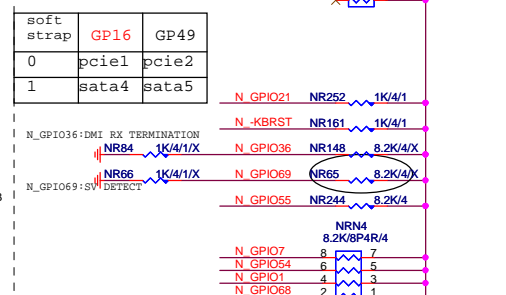 soft
strap GP16 GP49
0 pcie1 pcie2
1 sata4 sata5
N_GPIO21 NR252 1K/4/1
N_-KBRST NR161 1K/4/1
N_GPIO36:DMI RX TERMINATION
NR84 1K/4/1/X N_GPIO36 NR148 8.2K/4/X
NR66 1K/4/1/X N_GPIO69 NR65 8.2K/4/X
N_GPIO69:SV DETECT
N_GPIO55 NR244 8.2K/4
NRN4
8.2K/8P4R/4
N_GPIO7 8 7
N_GPIO54 6 5
N_GPIO1 4 3
N_GPIO68 2 1